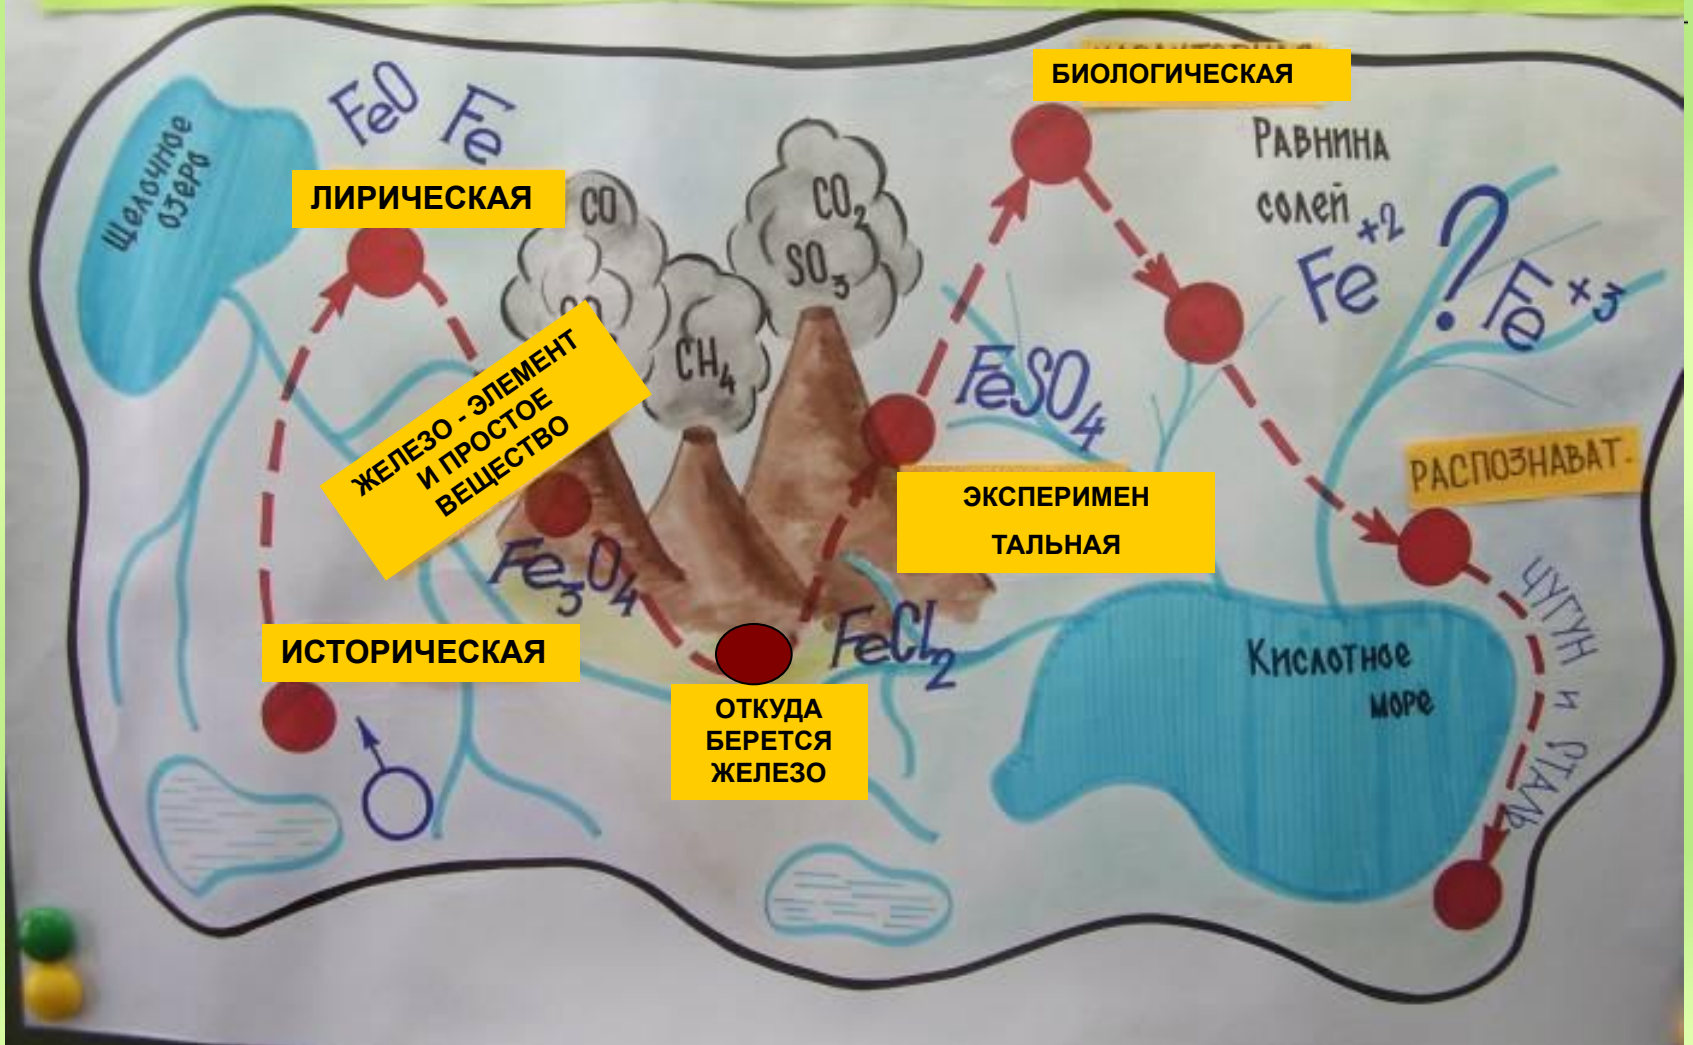 БИОЛОГИЧЕСКАЯ
FeO
Fe
Щелочное
озеро
ЛИРИЧЕСКАЯ
CO
CO₂
SO₃
CH₄
Равнина
солей
Fe⁺²
?
Fe⁺³
ЖЕЛЕЗО - ЭЛЕМЕНТ
И ПРОСТОЕ
ВЕЩЕСТВО
FeSO₄
РАСПОЗНАВАТ.
ЭКСПЕРИМЕН
ТАЛЬНАЯ
Fe₃O₄
FeCl₂
ИСТОРИЧЕСКАЯ
ОТКУДА
БЕРЕТСЯ
ЖЕЛЕЗО
Кислотное
море
ЧУГУН и СТАЛЬ